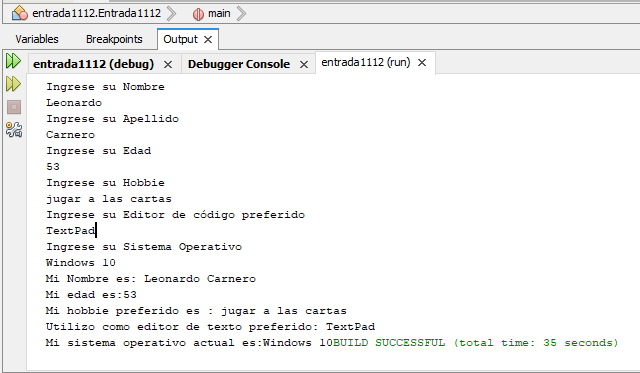 entrada1112.Entrada1112 main
Variables Breakpoints Output
entrada1112 (debug) Debugger Console entrada1112 (run)
Ingrese su Nombre
Leonardo
Ingrese su Apellido
Carnero
Ingrese su Edad
53
Ingrese su Hobbie
jugar a las cartas
Ingrese su Editor de código preferido
TextPad
Ingrese su Sistema Operativo
Windows 10
Mi Nombre es: Leonardo Carnero
Mi edad es:53
Mi hobbie preferido es : jugar a las cartas
Utilizo como editor de texto preferido: TextPad
Mi sistema operativo actual es:Windows 10BUILD SUCCESSFUL (total time: 35 seconds)